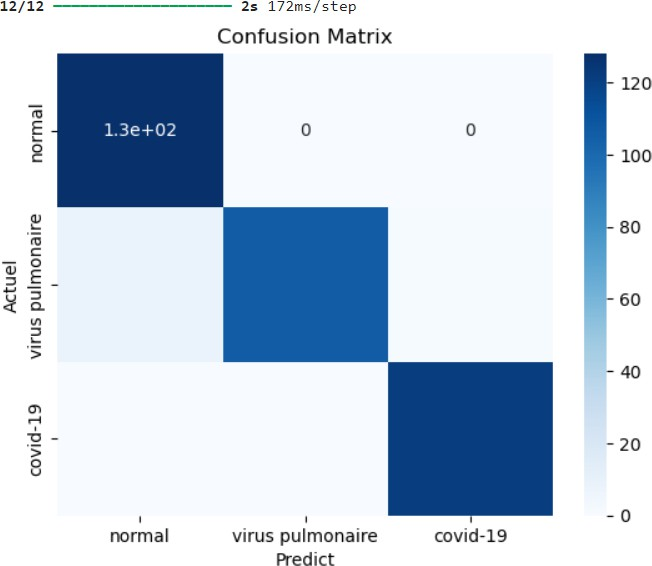 12/12 ━━━━━━━━━━━━━━━━━━━━ 2s 172ms/step
Confusion Matrix
normal
1.3e+02 0 0
virus pulmonaire
covid-19
Actuel
normal virus pulmonaire covid-19
Predict
120
100
80
60
40
20
0